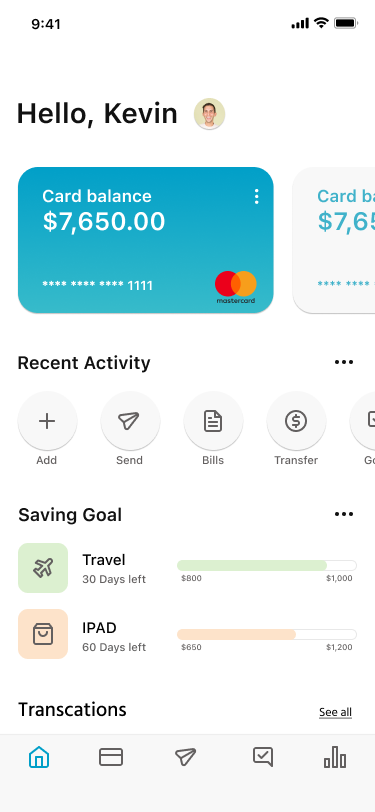 9:41
Hello, Kevin
Card balance
$7,650.00
**** **** **** 1111
mastercard
Card ba
$7,65
****
Recent Activity
Add
Send
Bills
Transfer
Go
Saving Goal
Travel
30 Days left
$800
$1,000
IPAD
60 Days left
$650
$1,200
Transcations
See all